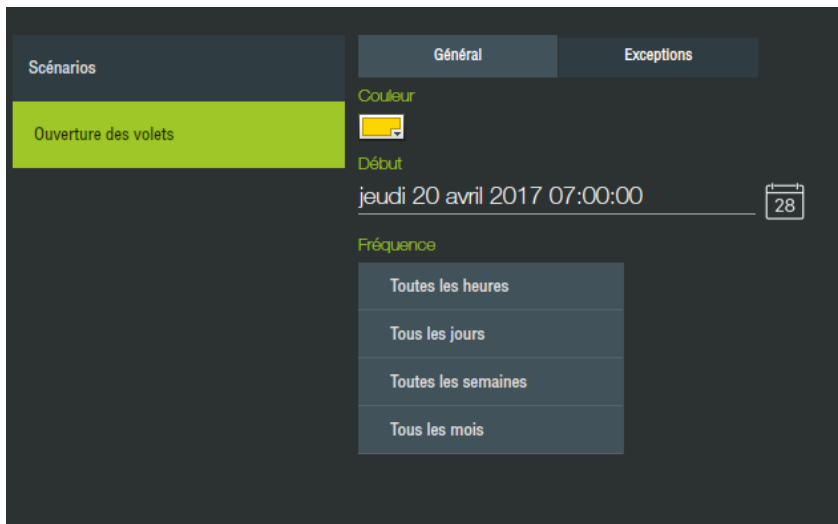 Scénarios
Ouverture des volets
Général
Exceptions
Couleur
Début
jeudi 20 avril 2017 07:00:00
28
Fréquence
Toutes les heures
Tous les jours
Toutes les semaines
Tous les mois